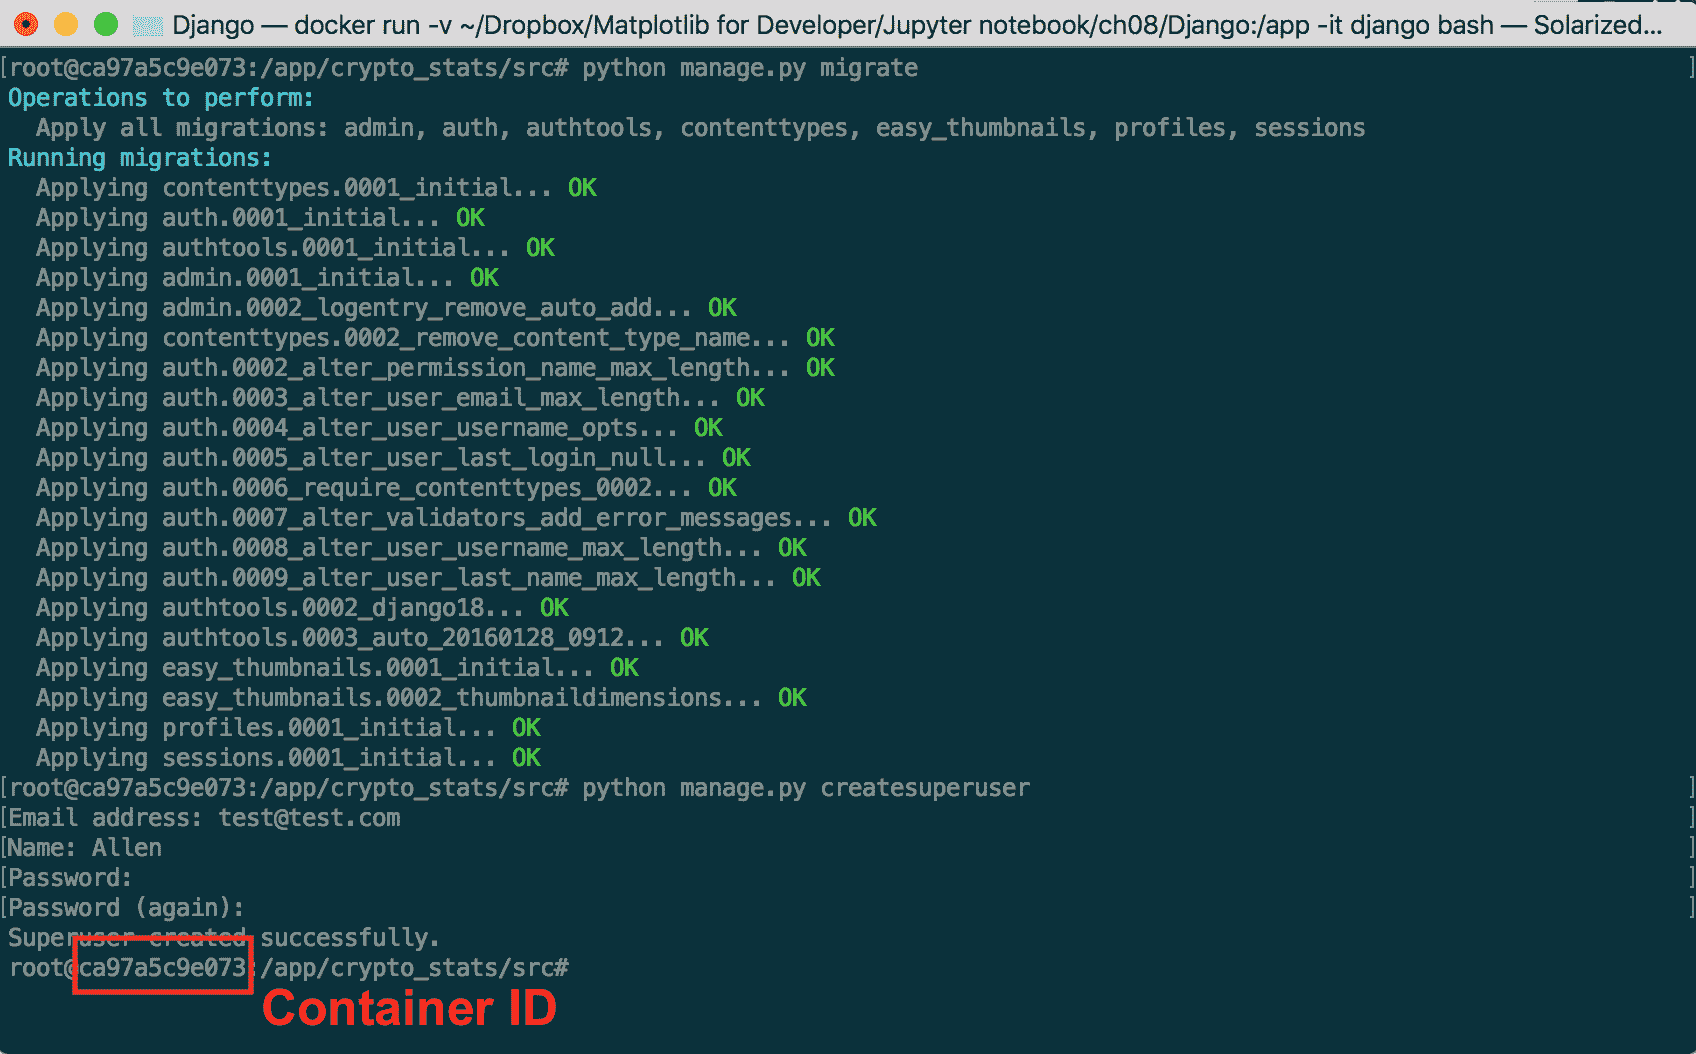 Django — docker run -v ~/Dropbox/Matplotlib for Developer/Jupyter notebook/ch08/Django:/app -it django bash — Solarized...
[root@ca97a5c9e073:/app/crypto_stats/src# python manage.py migrate ]
Operations to perform:
Apply all migrations: admin, auth, authtools, contenttypes, easy_thumbnails, profiles, sessions
Running migrations:
Applying contenttypes.0001_initial... OK
Applying auth.0001_initial... OK
Applying authtools.0001_initial... OK
Applying admin.0001_initial... OK
Applying admin.0002_logentry_remove_auto_add... OK
Applying contenttypes.0002_remove_content_type_name... OK
Applying auth.0002_alter_permission_name_max_length... OK
Applying auth.0003_alter_user_email_max_length... OK
Applying auth.0004_alter_user_username_opts... OK
Applying auth.0005_alter_user_last_login_null... OK
Applying auth.0006_require_contenttypes_0002... OK
Applying auth.0007_alter_validators_add_error_messages... OK
Applying auth.0008_alter_user_username_max_length... OK
Applying auth.0009_alter_user_last_name_max_length... OK
Applying authtools.0002_django18... OK
Applying authtools.0003_auto_20160128_0912... OK
Applying easy_thumbnails.0001_initial... OK
Applying easy_thumbnails.0002_thumbnaildimensions... OK
Applying profiles.0001_initial... OK
Applying sessions.0001_initial... OK
[root@ca97a5c9e073:/app/crypto_stats/src# python manage.py createsuperuser ]
[Email address: test@test.com ]
[Name: Allen ]
[Password: ]
[Password (again): ]
Superuser created successfully.
root@ca97a5c9e073:/app/crypto_stats/src#
Container ID